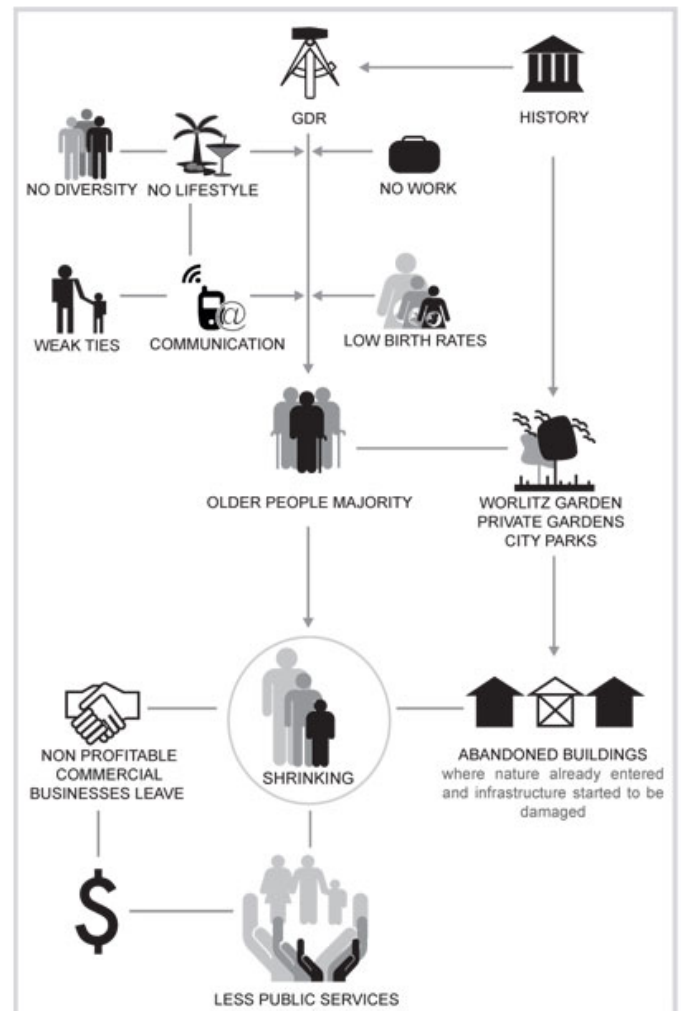 GDR
HISTORY
NO DIVERSITY
NO LIFESTYLE
NO WORK
WEAK TIES
COMMUNICATION
@
LOW BIRTH RATES
OLDER PEOPLE MAJORITY
WORLITZ GARDEN
PRIVATE GARDENS
CITY PARKS
SHRINKING
NON PROFITABLE
COMMERCIAL
BUSINESSES LEAVE
ABANDONED BUILDINGS
where nature already entered
and infrastructure started to be
damaged
$
LESS PUBLIC SERVICES